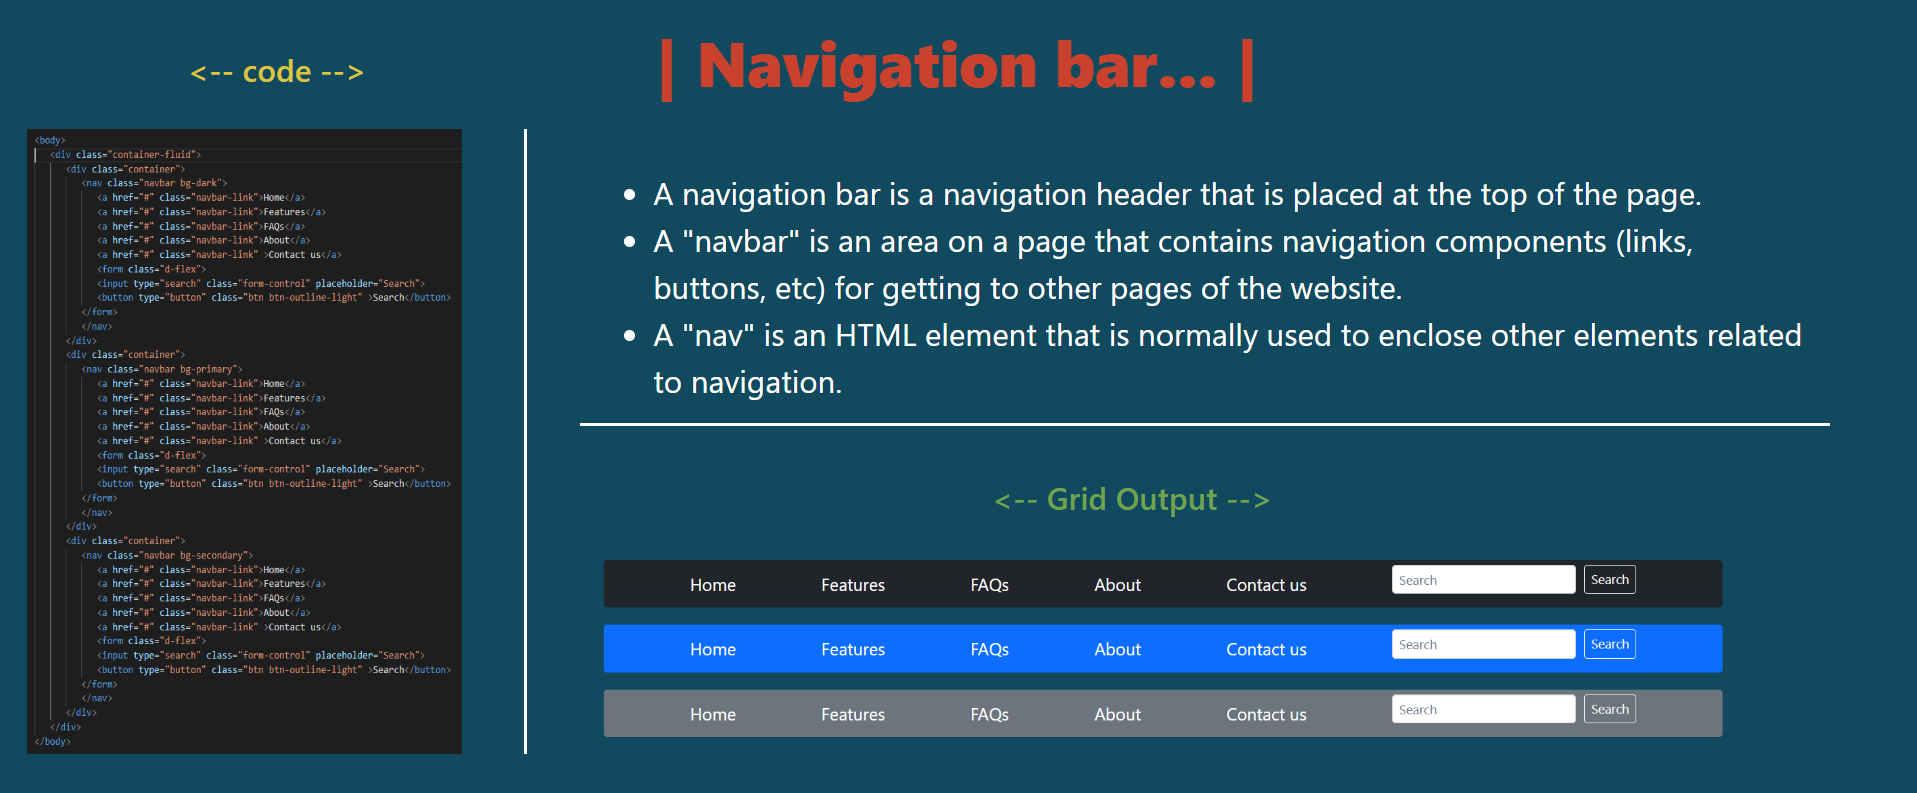 <-- code -->
| Navigation bar... |
<body>
<div class="container-fluid">
<div class="container">
<nav class="navbar bg-dark">
<a href="#" class="navbar-link">Home</a>
<a href="#" class="navbar-link">Features</a>
<a href="#" class="navbar-link">FAQs</a>
<a href="#" class="navbar-link">About</a>
<a href="#" class="navbar-link" >Contact us</a>
<form class="d-flex">
<input type="search" class="form-control" placeholder="Search">
<button type="button" class="btn btn-outline-light" >Search</button>
</form>
</nav>
</div>
<div class="container">
<nav class="navbar bg-primary">
<a href="#" class="navbar-link">Home</a>
<a href="#" class="navbar-link">Features</a>
<a href="#" class="navbar-link">FAQs</a>
<a href="#" class="navbar-link">About</a>
<a href="#" class="navbar-link" >Contact us</a>
<form class="d-flex">
<input type="search" class="form-control" placeholder="Search">
<button type="button" class="btn btn-outline-light" >Search</button>
</form>
</nav>
</div>
<div class="container">
<nav class="navbar bg-secondary">
<a href="#" class="navbar-link">Home</a>
<a href="#" class="navbar-link">Features</a>
<a href="#" class="navbar-link">FAQs</a>
<a href="#" class="navbar-link">About</a>
<a href="#" class="navbar-link" >Contact us</a>
<form class="d-flex">
<input type="search" class="form-control" placeholder="Search">
<button type="button" class="btn btn-outline-light" >Search</button>
</form>
</nav>
</div>
</div>
</body>
• A navigation bar is a navigation header that is placed at the top of the page.
• A "navbar" is an area on a page that contains navigation components (links,
buttons, etc) for getting to other pages of the website.
• A "nav" is an HTML element that is normally used to enclose other elements related
to navigation.
<-- Grid Output -->
Home Features FAQs About Contact us Search Search
Home Features FAQs About Contact us Search Search
Home Features FAQs About Contact us Search Search